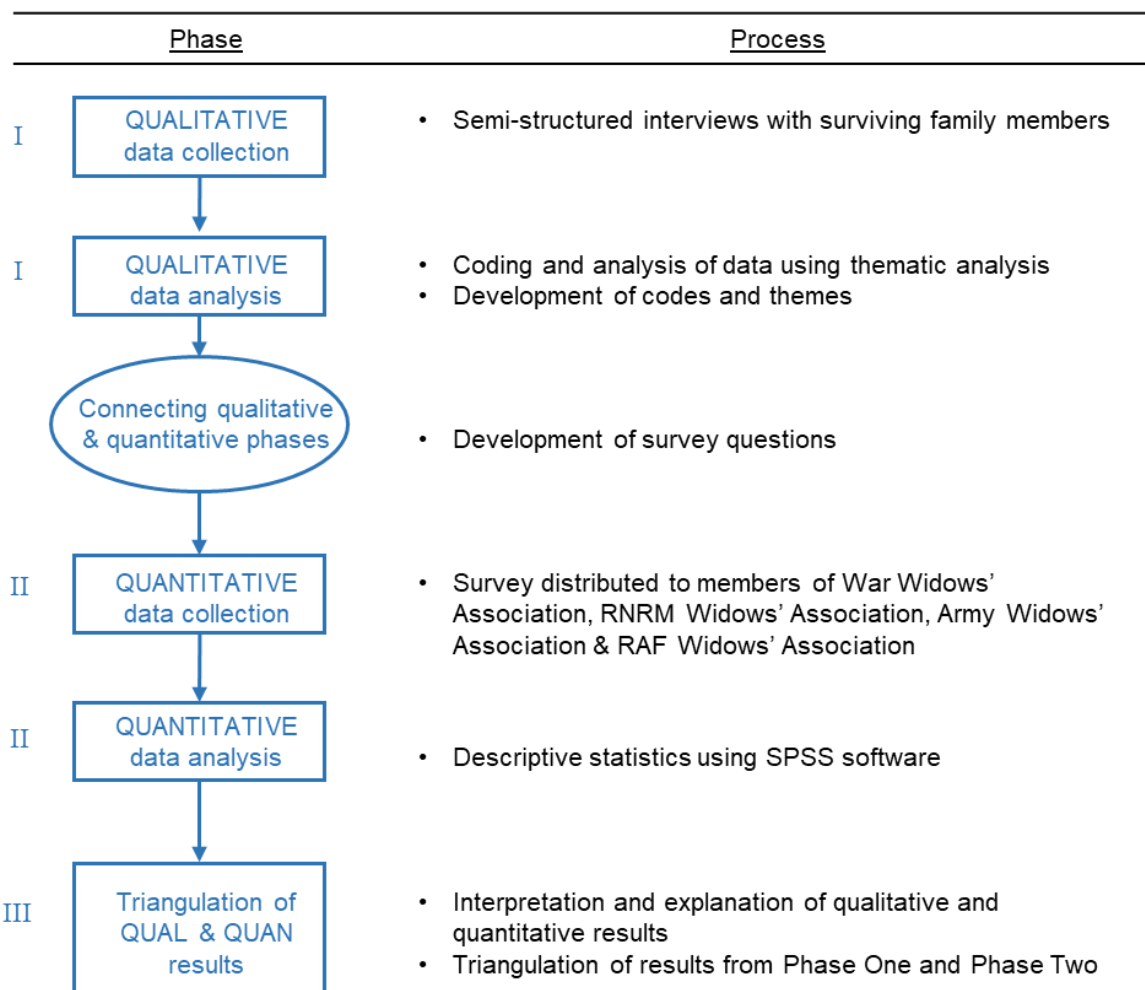 Phase
Process
I
QUALITATIVE
data collection
• Semi-structured interviews with surviving family members
I
QUALITATIVE
data analysis
• Coding and analysis of data using thematic analysis
• Development of codes and themes
Connecting qualitative
& quantitative phases
• Development of survey questions
II
QUANTITATIVE
data collection
• Survey distributed to members of War Widows’
Association, RNRM Widows’ Association, Army Widows’
Association & RAF Widows’ Association
II
QUANTITATIVE
data analysis
• Descriptive statistics using SPSS software
III
Triangulation of
QUAL & QUAN
results
• Interpretation and explanation of qualitative and
quantitative results
• Triangulation of results from Phase One and Phase Two